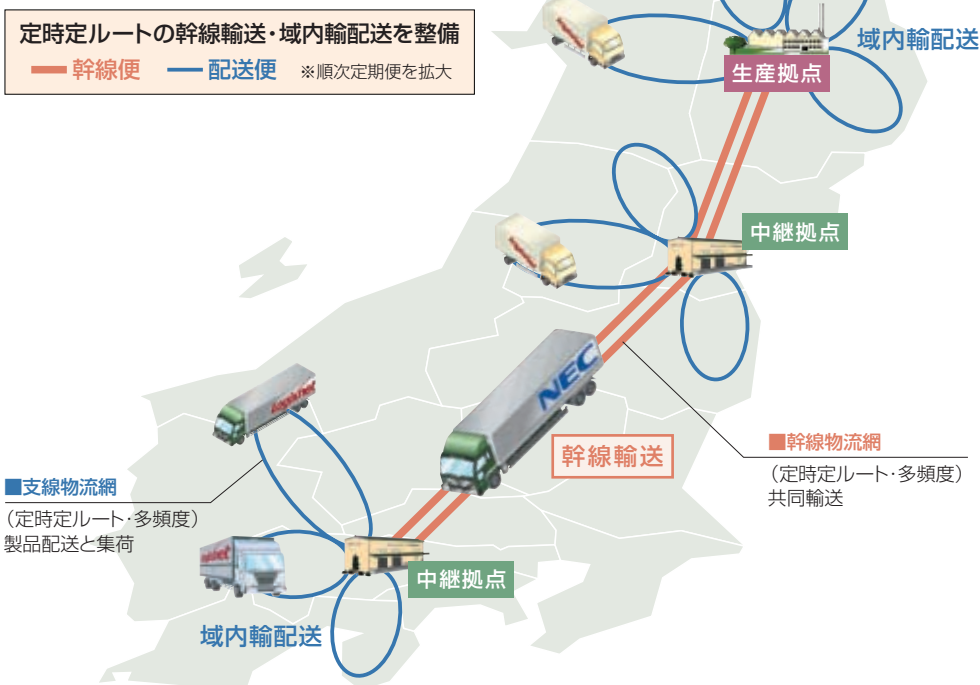 定時定ルートの幹線輸送・域内輸配送を整備
幹線便 配送便 ※順次定期便を拡大
域内輸配送
生産拠点
中継拠点
NEC
幹線輸送
■幹線物流網
(定時定ルート・多頻度)
共同輸送
■支線物流網
(定時定ルート・多頻度)
製品配送と集荷
中継拠点
域内輸配送